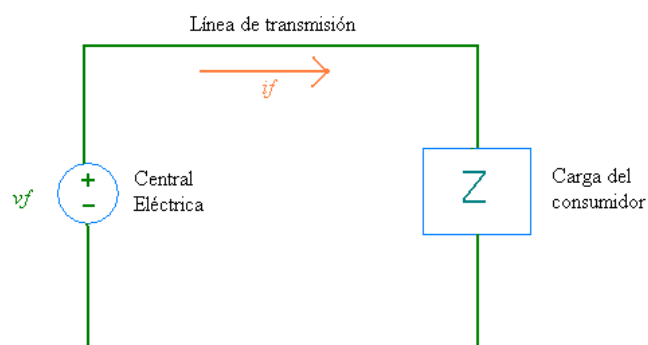 Línea de transmisión
if
vf
+
−
Central
Eléctrica
Z
Carga del
consumidor